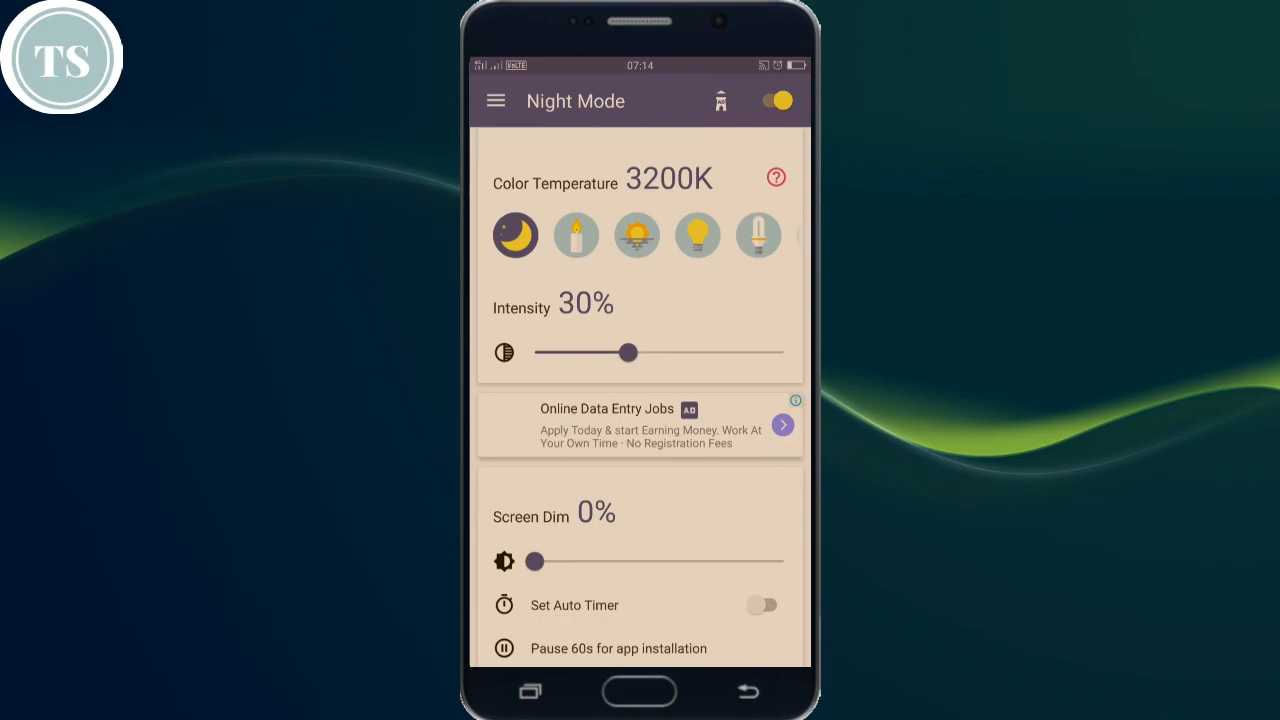 TS
VoLTE
07:14
Night Mode
AD
Color Temperature 3200K
Intensity 30%
Online Data Entry Jobs AD
Apply Today & start Earning Money. Work At
Your Own Time · No Registration Fees
Screen Dim 0%
Set Auto Timer
Pause 60s for app installation